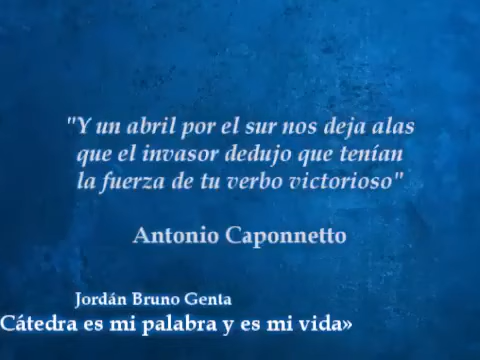 "Y un abril por el sur nos deja alas
que el invasor dedujo que tenían
la fuerza de tu verbo victorioso"
Antonio Caponnetto
Jordán Bruno Genta
Cátedra es mi palabra y es mi vida»